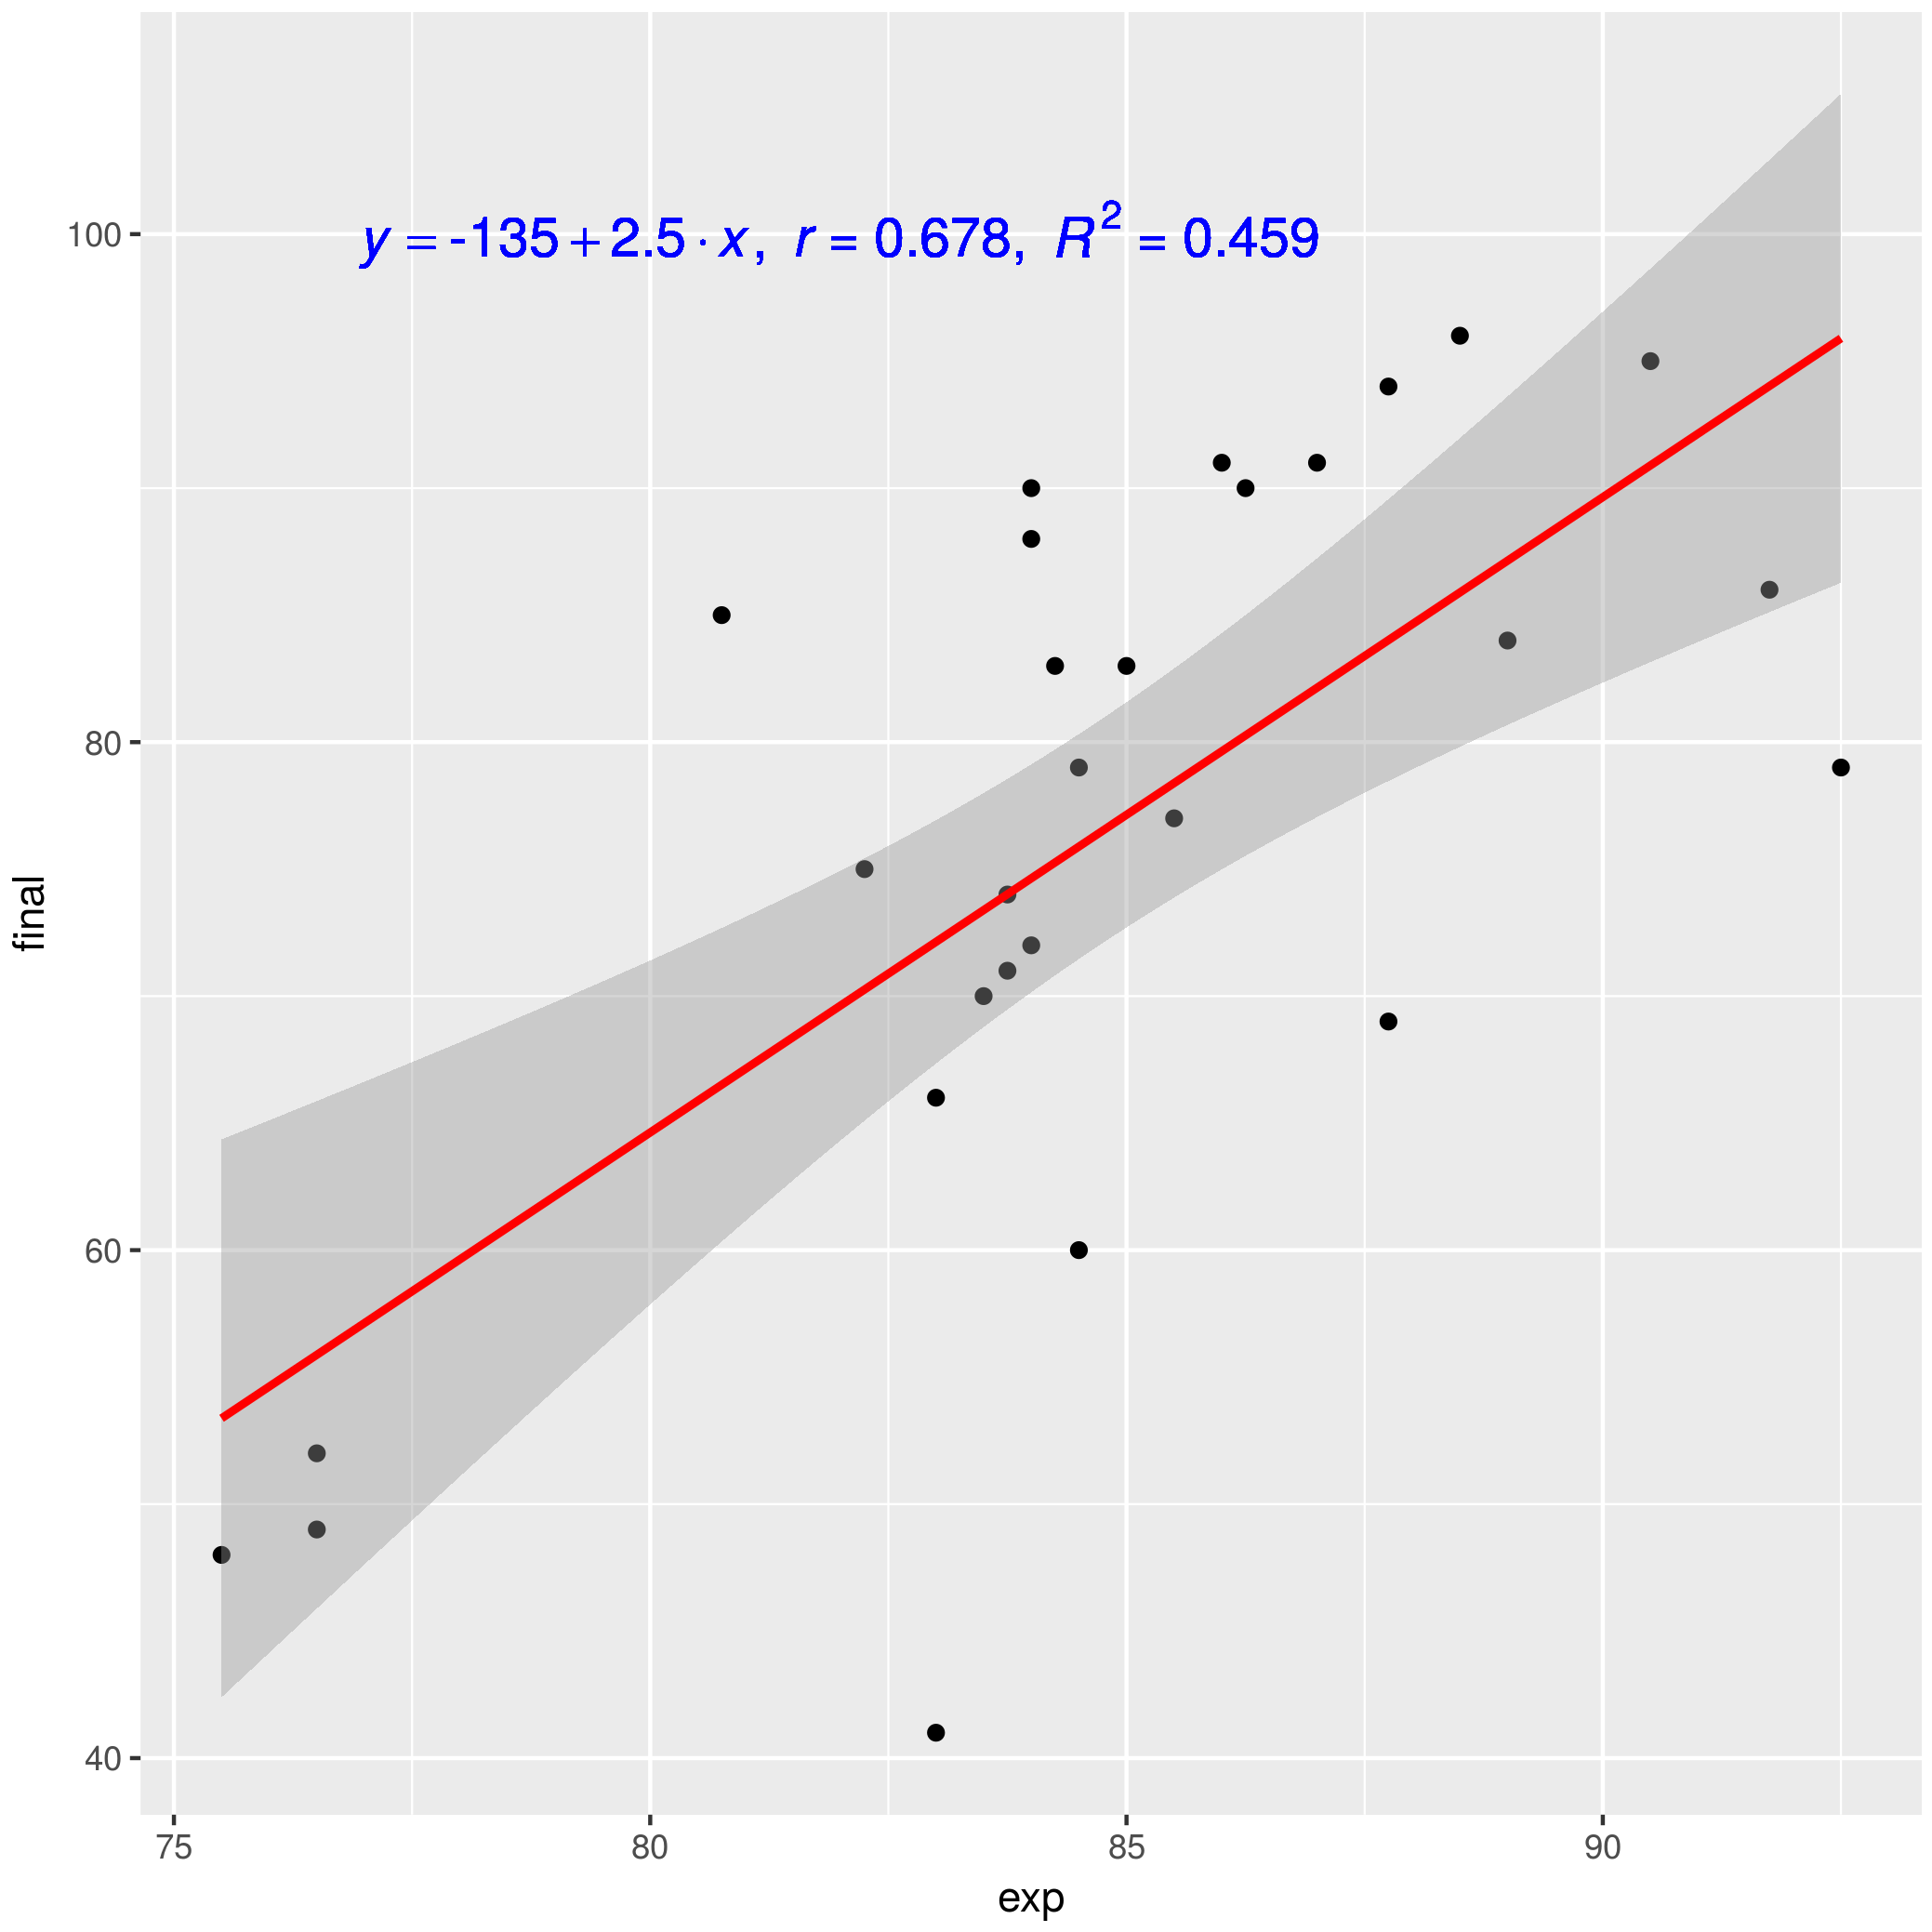 y = -135 + 2.5 · x, r = 0.678, R² = 0.459
100
80
60
40
final
75 80 85 90
exp